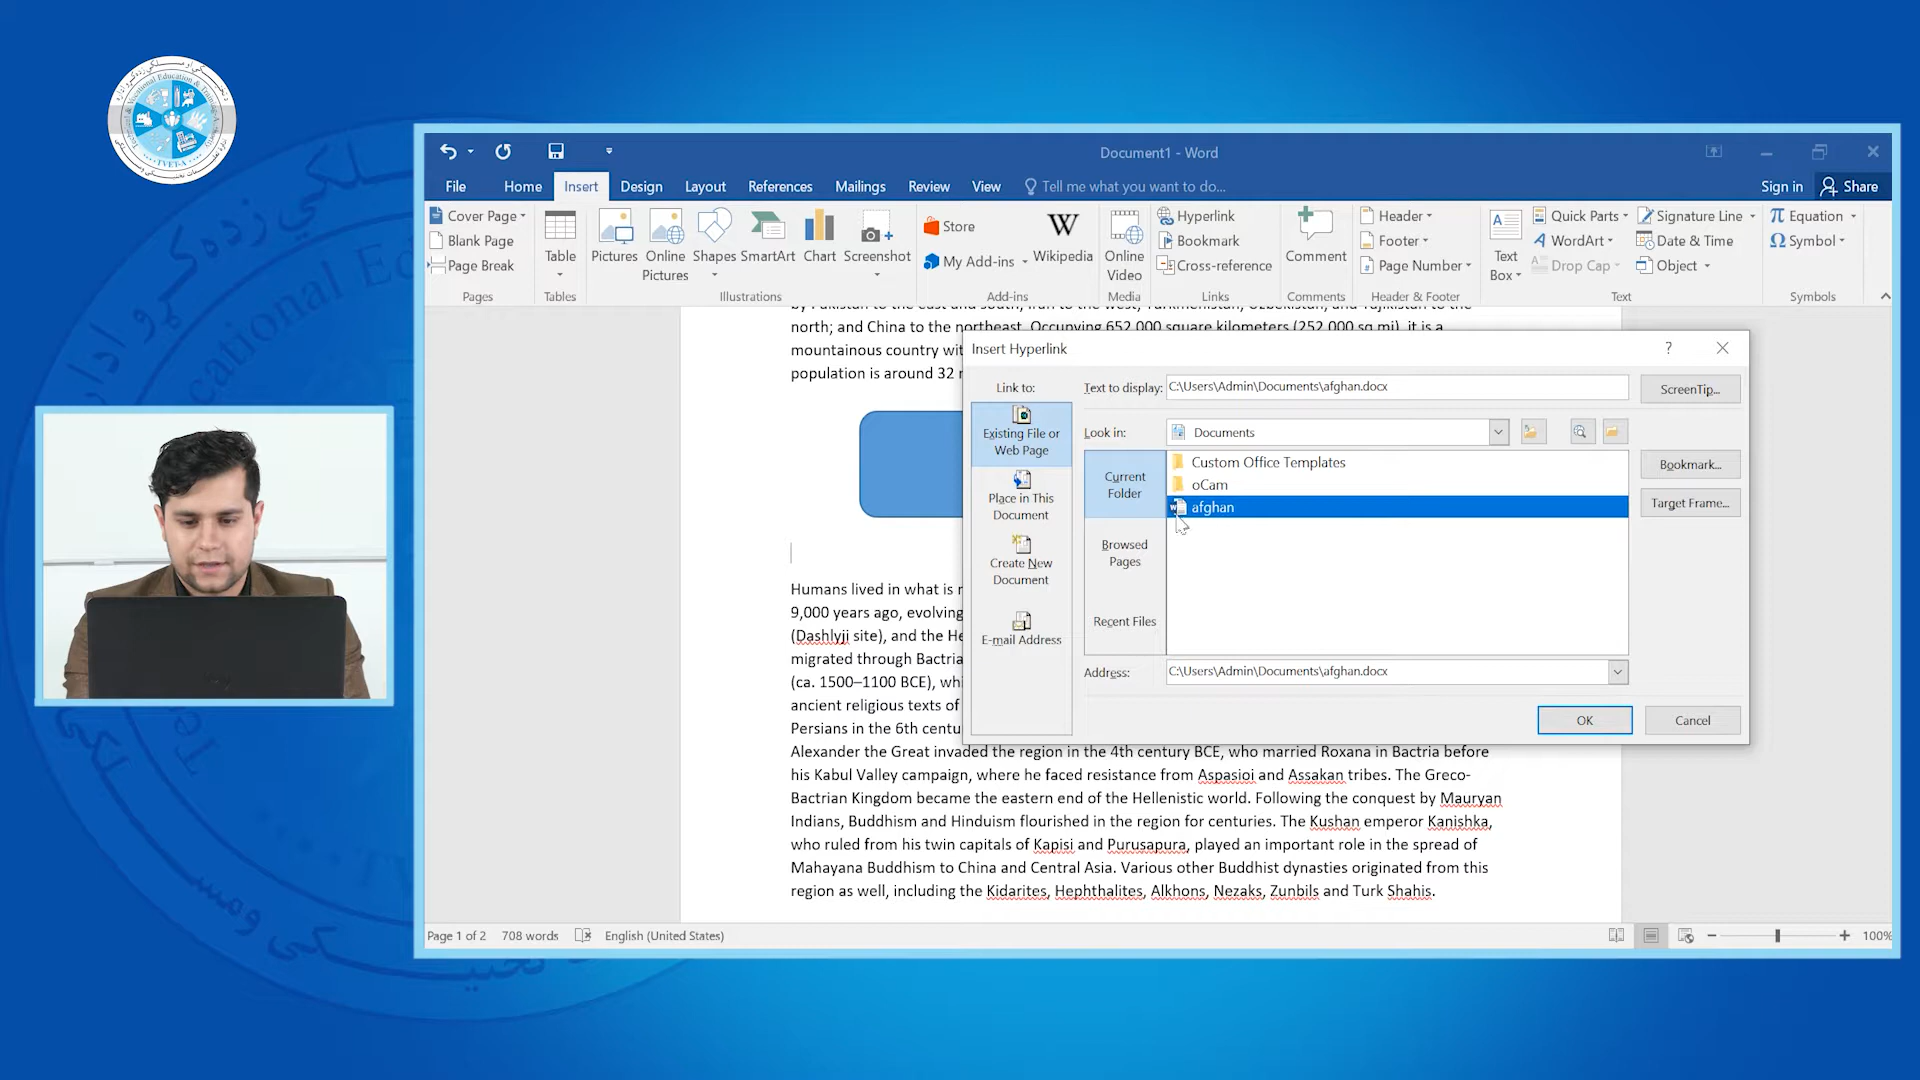 Document1 - Word
File Home Insert Design Layout References Mailings Review View Tell me what you want to do... Sign in Share
Cover Page
Blank Page
Page Break
Pages
Table
Tables
Pictures
Online Pictures
Shapes
SmartArt
Chart
Screenshot
Illustrations
Store
My Add-ins
Wikipedia
Add-ins
Online Video
Media
Hyperlink
Bookmark
Cross-reference
Links
Comment
Comments
Header
Footer
Page Number
Header & Footer
Text Box
Quick Parts
WordArt
Drop Cap
Signature Line
Date & Time
Object
Text
Equation
Symbol
Symbols
north; and China to the northeast. Occupying 652,000 square kilometers (252,000 sq mi), it is a
mountainous country wi
population is around 32
Insert Hyperlink
Link to:
Existing File or Web Page
Place in This Document
Create New Document
E-mail Address
Text to display: C:\Users\Admin\Documents\afghan.docx
ScreenTip...
Look in: Documents
Current Folder
Browsed Pages
Recent Files
Custom Office Templates
oCam
afghan
Bookmark...
Target Frame...
Address: C:\Users\Admin\Documents\afghan.docx
OK
Cancel
Humans lived in what is
9,000 years ago, evolving
(Dashlyji site), and the He
migrated through Bactria
(ca. 1500–1100 BCE), whi
ancient religious texts of
Persians in the 6th centu
Alexander the Great invaded the region in the 4th century BCE, who married Roxana in Bactria before
his Kabul Valley campaign, where he faced resistance from Aspasioi and Assakan tribes. The Greco-
Bactrian Kingdom became the eastern end of the Hellenistic world. Following the conquest by Mauryan
Indians, Buddhism and Hinduism flourished in the region for centuries. The Kushan emperor Kanishka,
who ruled from his twin capitals of Kapisi and Purusapura, played an important role in the spread of
Mahayana Buddhism to China and Central Asia. Various other Buddhist dynasties originated from this
region as well, including the Kidarites, Hephthalites, Alkhons, Nezaks, Zunbils and Turk Shahis.
Page 1 of 2 708 words English (United States) 100%